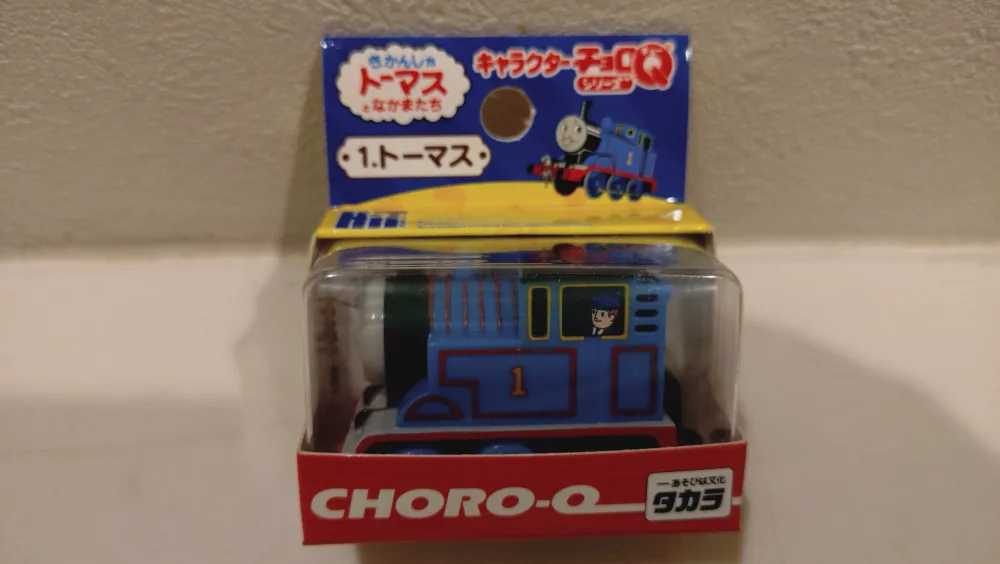 きかんしゃ
トーマス
となかまたち
キャラクターチョロQ
シリーズ
1.トーマス
1
Hit
1
CHORO-Q
—あそびは文化
タカラ